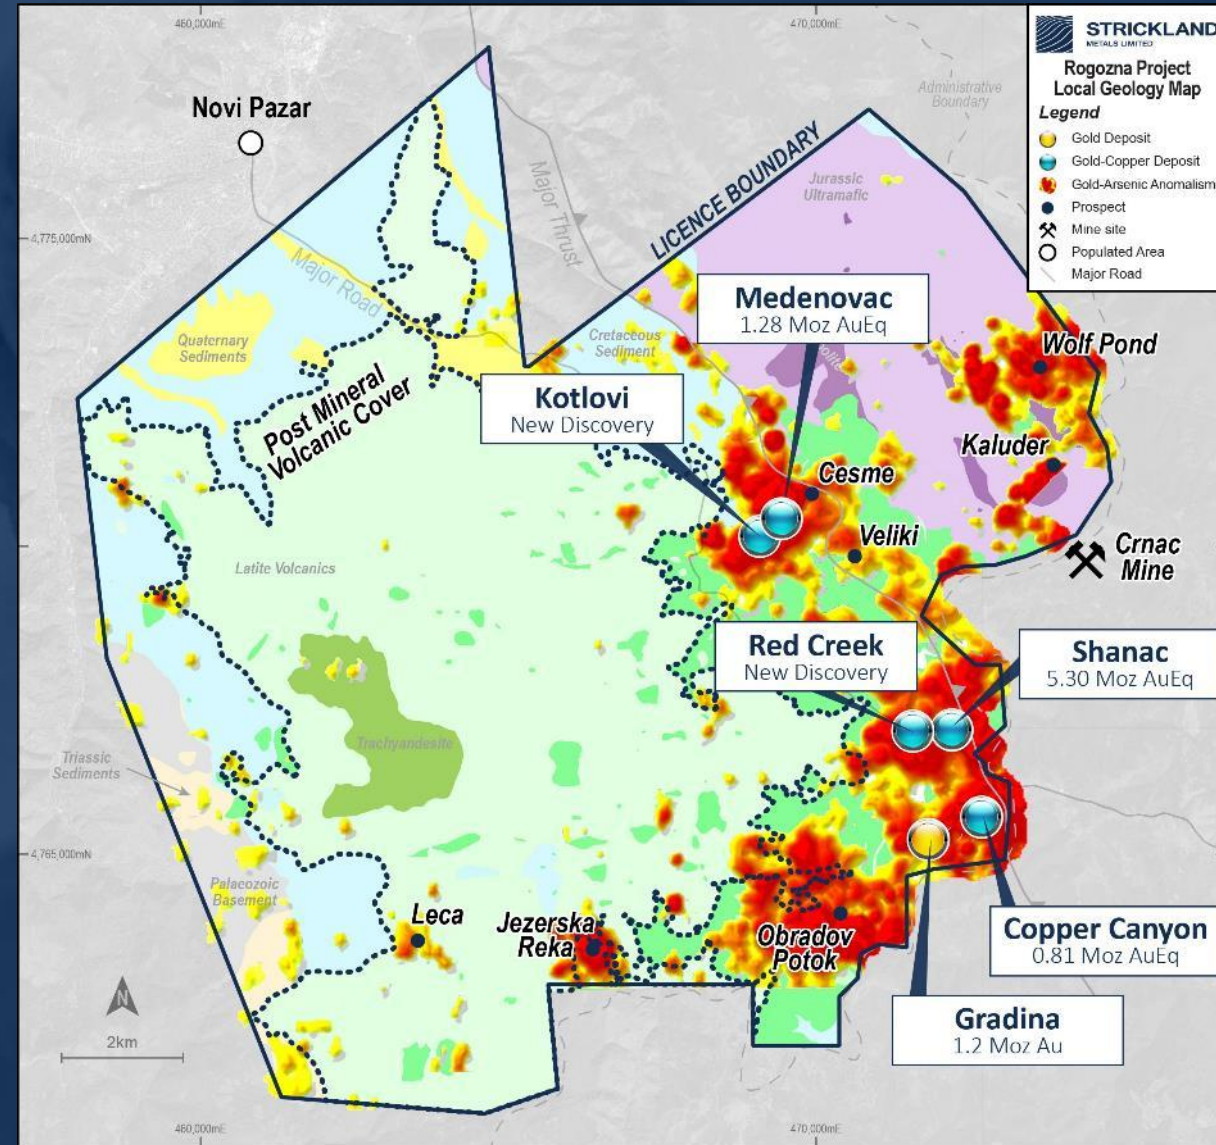 460,000mE
470,000mE
STRICKLAND
METALS LIMITED
Rogozna Project
Local Geology Map
Legend
Gold Deposit
Gold-Copper Deposit
Gold-Arsenic Anomalism
Prospect
Mine site
Populated Area
Major Road
Administrative
Boundary
Novi Pazar
LICENCE BOUNDARY
Major Thrust
Jurassic
Ultramafic
4,775,000mN
Major Road
Medenovac
1.28 Moz AuEq
Quaternary
Sediments
Cretaceous
Sediment
Wolf Pond
Post Mineral
Volcanic Cover
Kotlovi
New Discovery
Kaluder
Cesme
Veliki
Crnac
Mine
Latite Volcanics
Red Creek
New Discovery
Shanac
5.30 Moz AuEq
Trachyandesite
Triassic
Sediments
4,765,000mN
Palaeozoic
Basement
Leca
Jezerska
Reka
Obradov
Potok
Copper Canyon
0.81 Moz AuEq
Gradina
1.2 Moz Au
N
2km
460,000mE
470,000mE